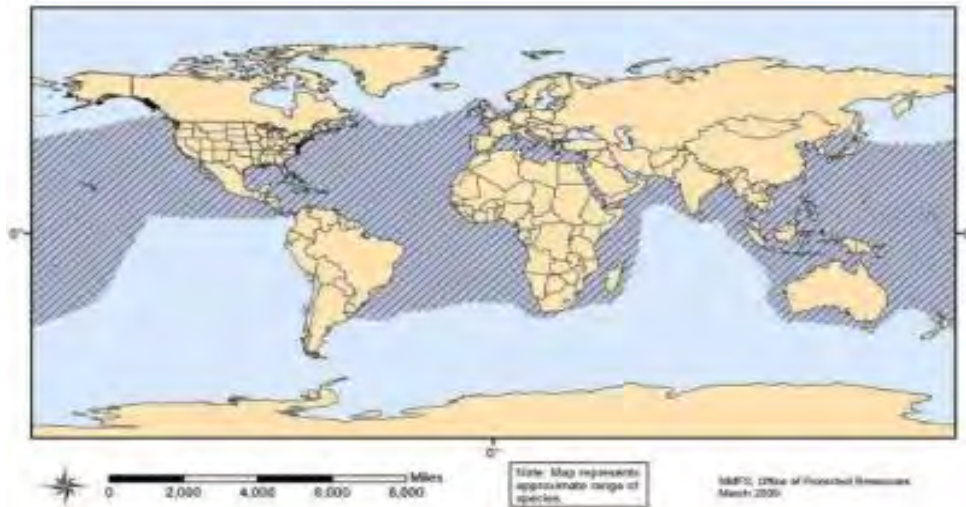 0°
0°
0°
Miles
0 2,000 4,000 6,000 8,000
Note: Map represents
approximate range of
species.
NMFS, Office of Protected Resources
March 2009